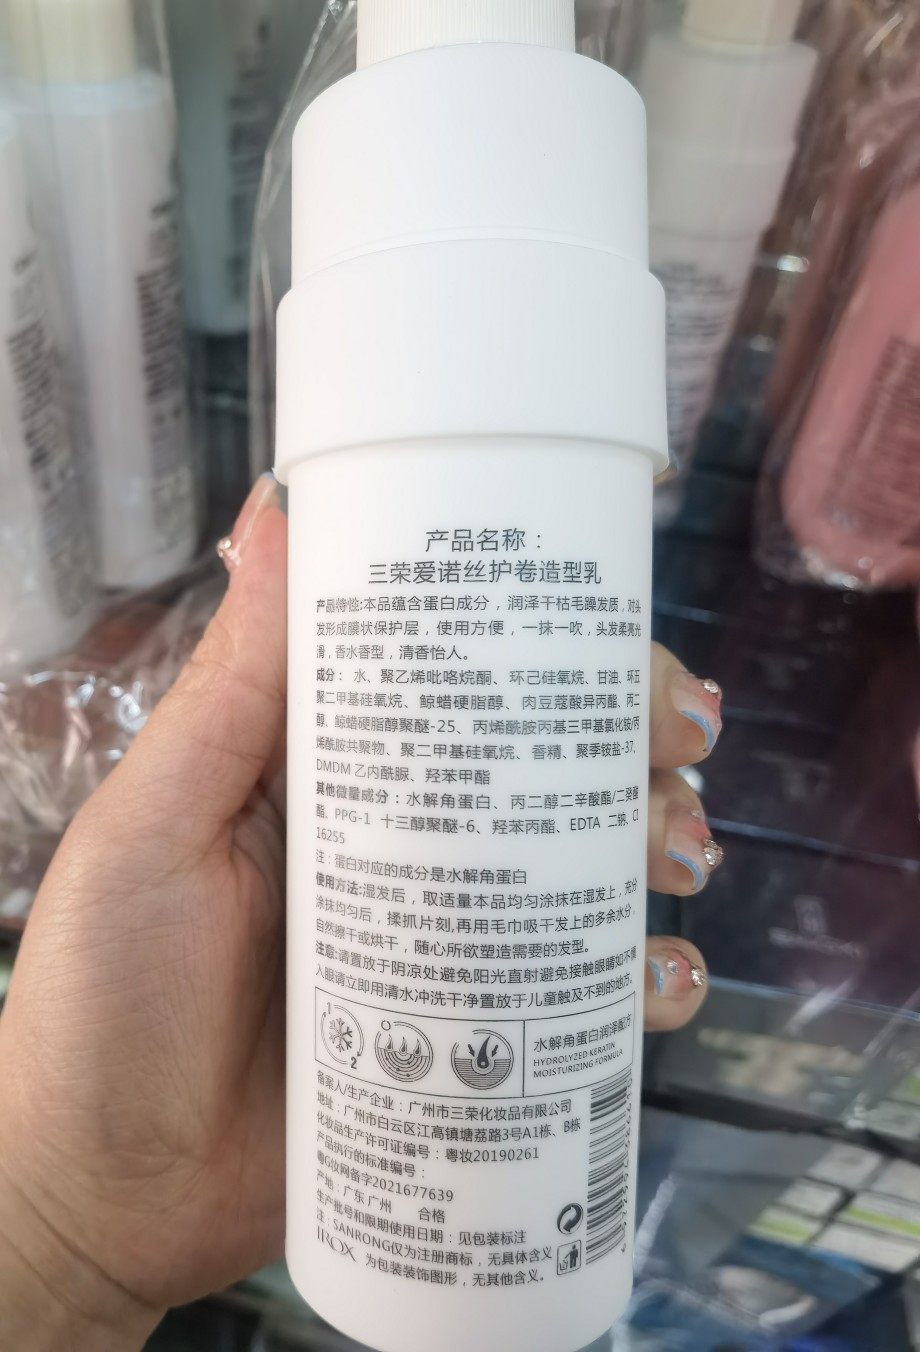 产品名称：
三荣爱诺丝护卷造型乳
产品特性:本品蕴含蛋白成分，润泽干枯毛躁发质，对头
发形成膜状保护层，使用方便，一抹一吹，头发柔亮光
滑，香水香型，清香怡人。
成分：水、聚乙烯吡咯烷酮、环己硅氧烷、甘油、环五
聚二甲基硅氧烷、鲸蜡硬脂醇、肉豆蔻酸异丙酯、丙二
醇、鲸蜡硬脂醇聚醚-25、丙烯酰胺丙基三甲基氯化铵/丙
烯酰胺共聚物、聚二甲基硅氧烷、香精、聚季铵盐-37,
DMDM 乙内酰脲、羟苯甲酯
其他微量成分：水解角蛋白、丙二醇二辛酸酯/二癸酸
酯、PPG-1 十三醇聚醚-6、羟苯丙酯、EDTA 二钠、CI
16255
注：蛋白对应的成分是水解角蛋白
使用方法:湿发后，取适量本品均匀涂抹在湿发上，充分
涂抹均匀后，揉抓片刻,再用毛巾吸干发上的多余水分，
自然擦干或烘干，随心所欲塑造需要的发型。
注意:请置放于阴凉处避免阳光直射避免接触眼睛如不慎
入眼请立即用清水冲洗干净置放于儿童触及不到的地方。
1
2
水解角蛋白润泽配方
HYDROLYZED KERATIN
MOISTURIZING FORMULA
备案人/生产企业：广州市三荣化妆品有限公司
地址：广州市白云区江高镇塘荔路3号A1栋、B栋
化妆品生产许可证编号：粤妆20190261
产品执行的标准编号：
粤G妆网备字2021677639
产地：广东 广州 合格
生产批号和限期使用日期：见包装标注
注：SANRONG仅为注册商标，无具体含义
IROX 为包装装饰图形，无其他含义。